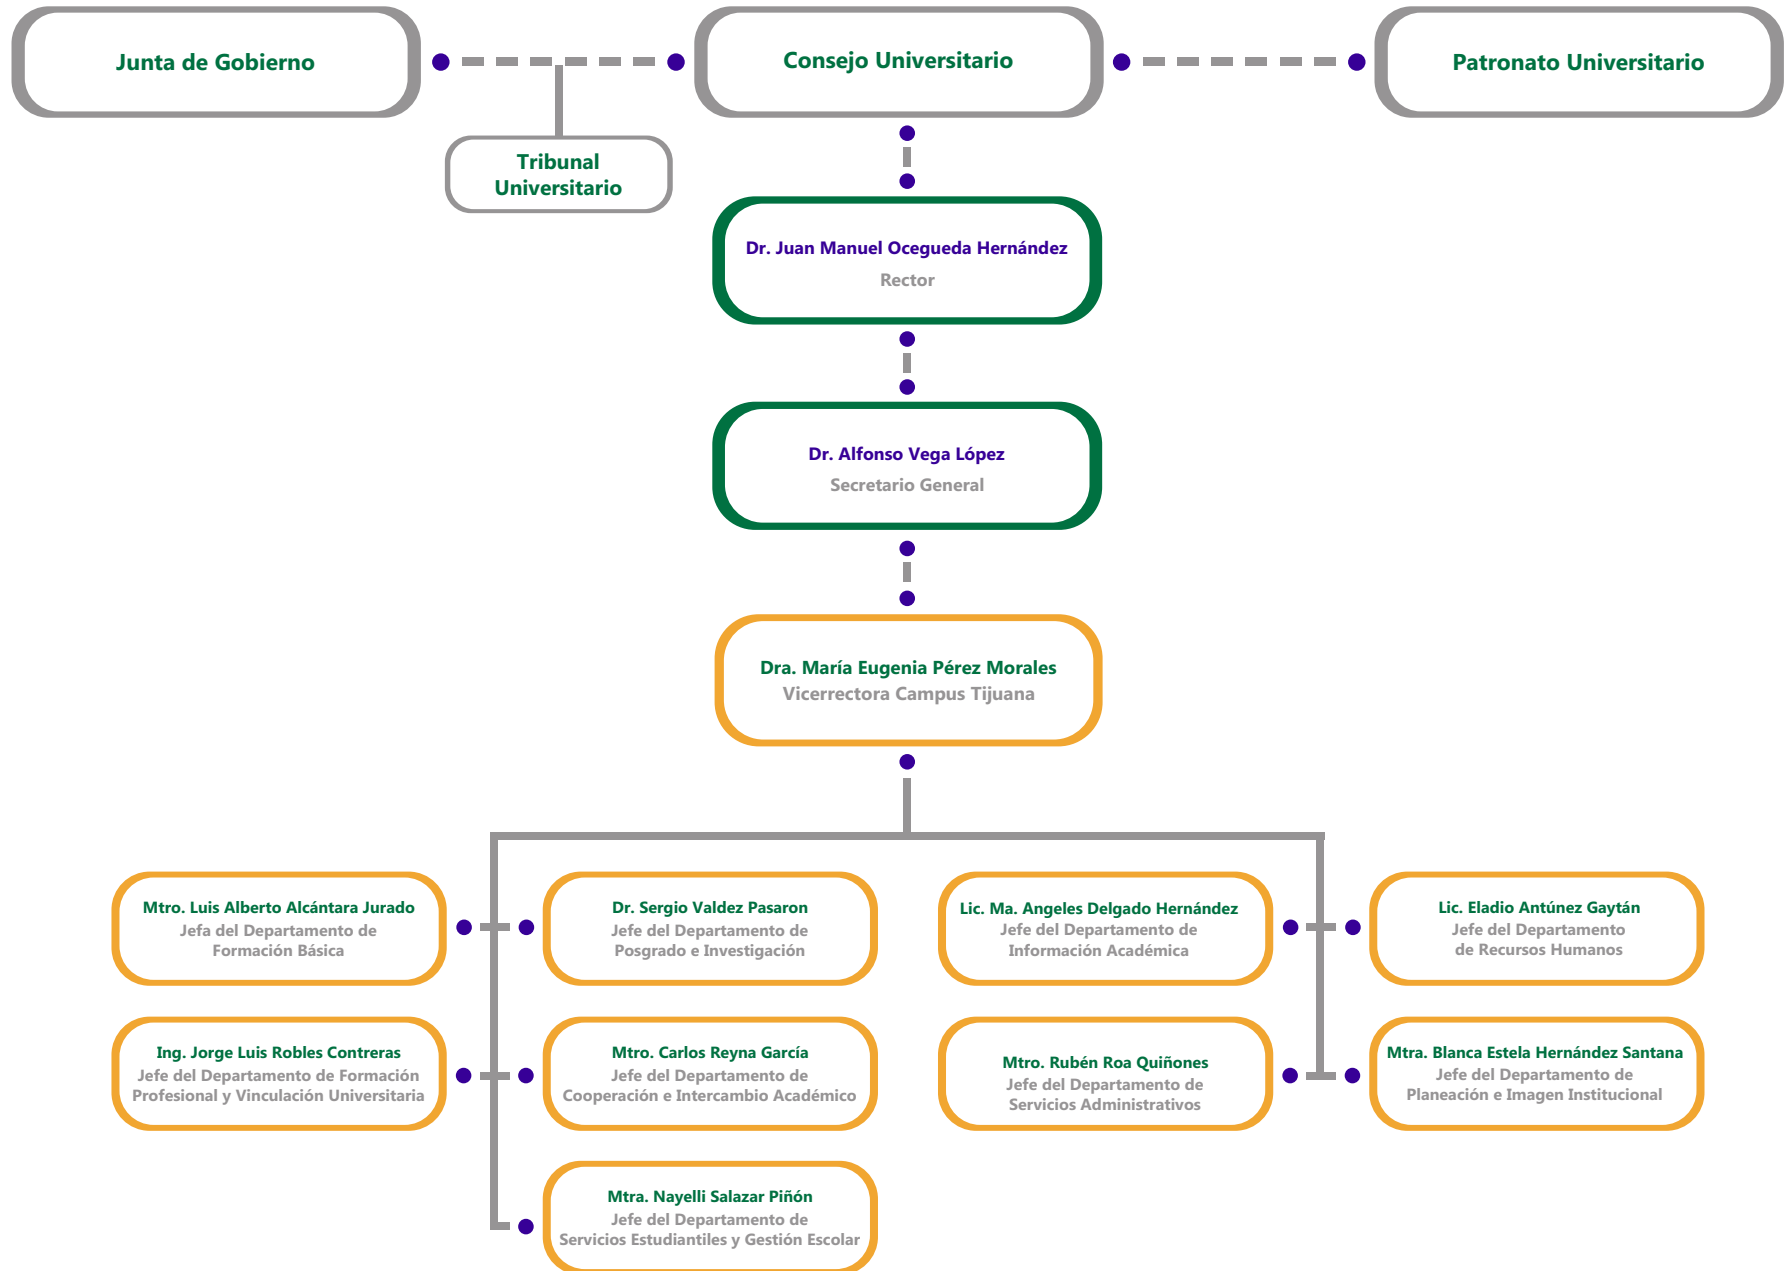 Junta de Gobierno
Consejo Universitario
Patronato Universitario
Tribunal
Universitario
Dr. Juan Manuel Ocegueda Hernández
Rector
Dr. Alfonso Vega López
Secretario General
Dra. María Eugenia Pérez Morales
Vicerrectora Campus Tijuana
Mtro. Luis Alberto Alcántara Jurado
Jefa del Departamento de
Formación Básica
Dr. Sergio Valdez Pasaron
Jefe del Departamento de
Posgrado e Investigación
Lic. Ma. Angeles Delgado Hernández
Jefe del Departamento de
Información Académica
Lic. Eladio Antúnez Gaytán
Jefe del Departamento
de Recursos Humanos
Ing. Jorge Luis Robles Contreras
Jefe del Departamento de Formación
Profesional y Vinculación Universitaria
Mtro. Carlos Reyna García
Jefe del Departamento de
Cooperación e Intercambio Académico
Mtro. Rubén Roa Quiñones
Jefe del Departamento de
Servicios Administrativos
Mtra. Blanca Estela Hernández Santana
Jefe del Departamento de
Planeación e Imagen Institucional
Mtra. Nayelli Salazar Piñón
Jefe del Departamento de
Servicios Estudiantiles y Gestión Escolar